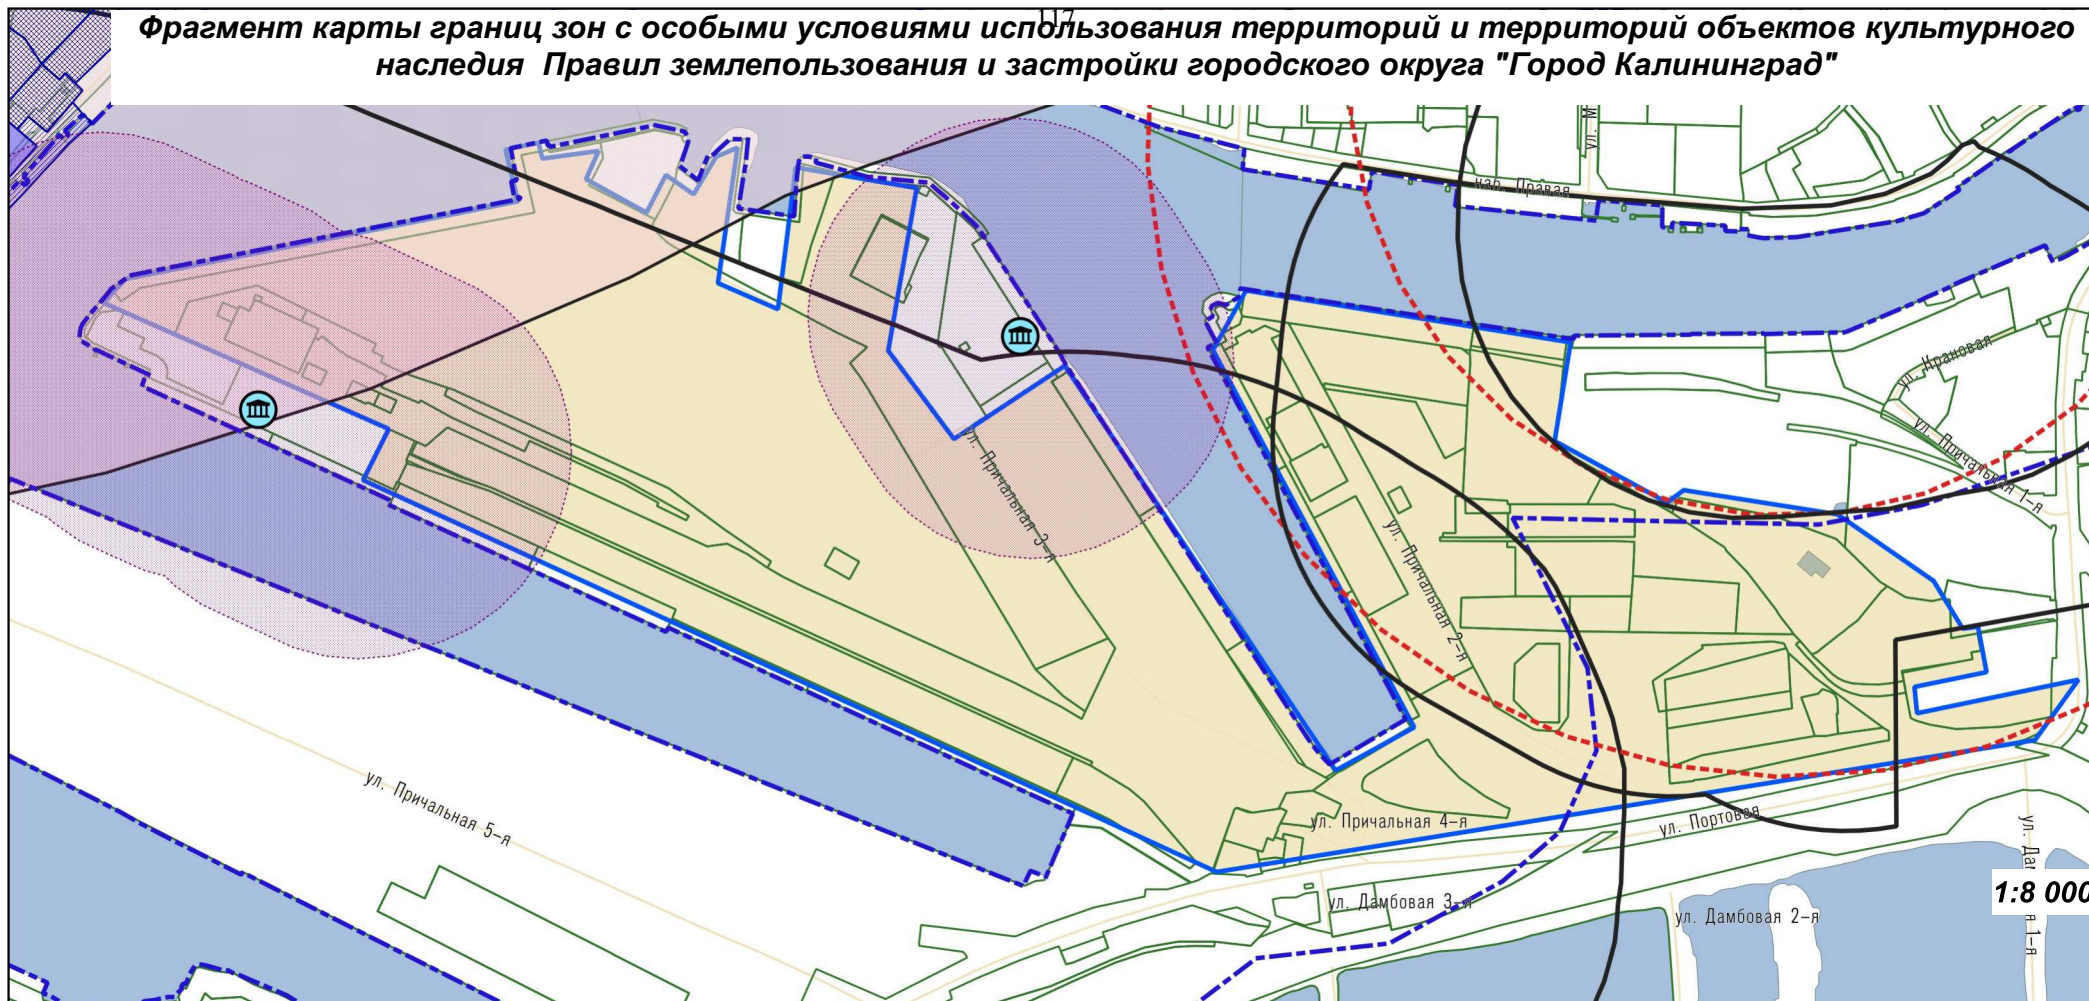 117
Фрагмент карты границ зон с особыми условиями использования территорий и территорий объектов культурного
наследия Правил землепользования и застройки городского округа "Город Калининград"
ул. М
наб. Правая
ул. Крановая
ул. Причальная 1-я
ул. Причальная 3-я
ул. Причальная 2-я
ул. Причальная 5-я
ул. Причальная 4-я
ул. Портовая
ул. Дамбовая 3-я
ул. Дамбовая 2-я
1:8 000